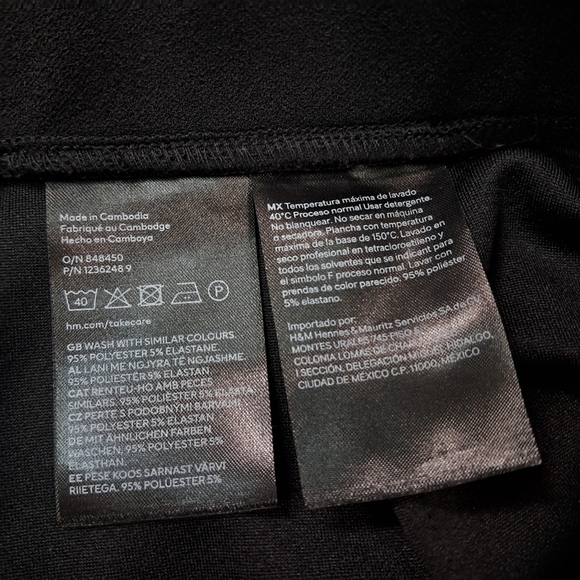 Made in Cambodia
Fabriqué au Cambodge
Hecho en Camboya
O/N 848450
P/N 1236248 9
40
P
hm.com/takecare
GB WASH WITH SIMILAR COLOURS.
95% POLYESTER 5% ELASTANE.
AL LANI ME NGJYRA TË NGJASHME.
95% POLIESTËR 5% ELASTAN
CAT RENTEU-HO AMB PECES
SIMILARS. 95% POLIÈSTER 5% ELASTÀ
CZ PERTE S PODOBNÝMI BARVAMI
95% POLYESTER 5% ELASTAN
DE MIT ÄHNLICHEN FARBEN
WASCHEN. 95% POLYESTER 5%
ELASTHAN.
EE PESE KOOS SARNAST VÄRVI
RIIETEGA. 95% POLÜESTER 5%
MX Temperatura máxima de lavado
40°C Proceso normal Usar detergente.
No blanquear. No secar en máquina
o secadora. Plancha con temperatura
máxima de la base de 150°C. Lavado en
seco profesional en tetracloroetileno y
todos los solventes que se indican para
el símbolo F proceso normal. Lavar con
prendas de color parecido. 95% poliéster
5% elastano.
Importado por:
H&M Hennes & Mauritz Servicios SA de CV
MONTES URALES 745 PISO
COLONIA LOMAS DE CHAPULTEPEC, HIDALGO,
I SECCIÓN, DELEGACIÓN MIGUEL HIDALGO
CIUDAD DE MÉXICO C.P. 11000, MÉXICO